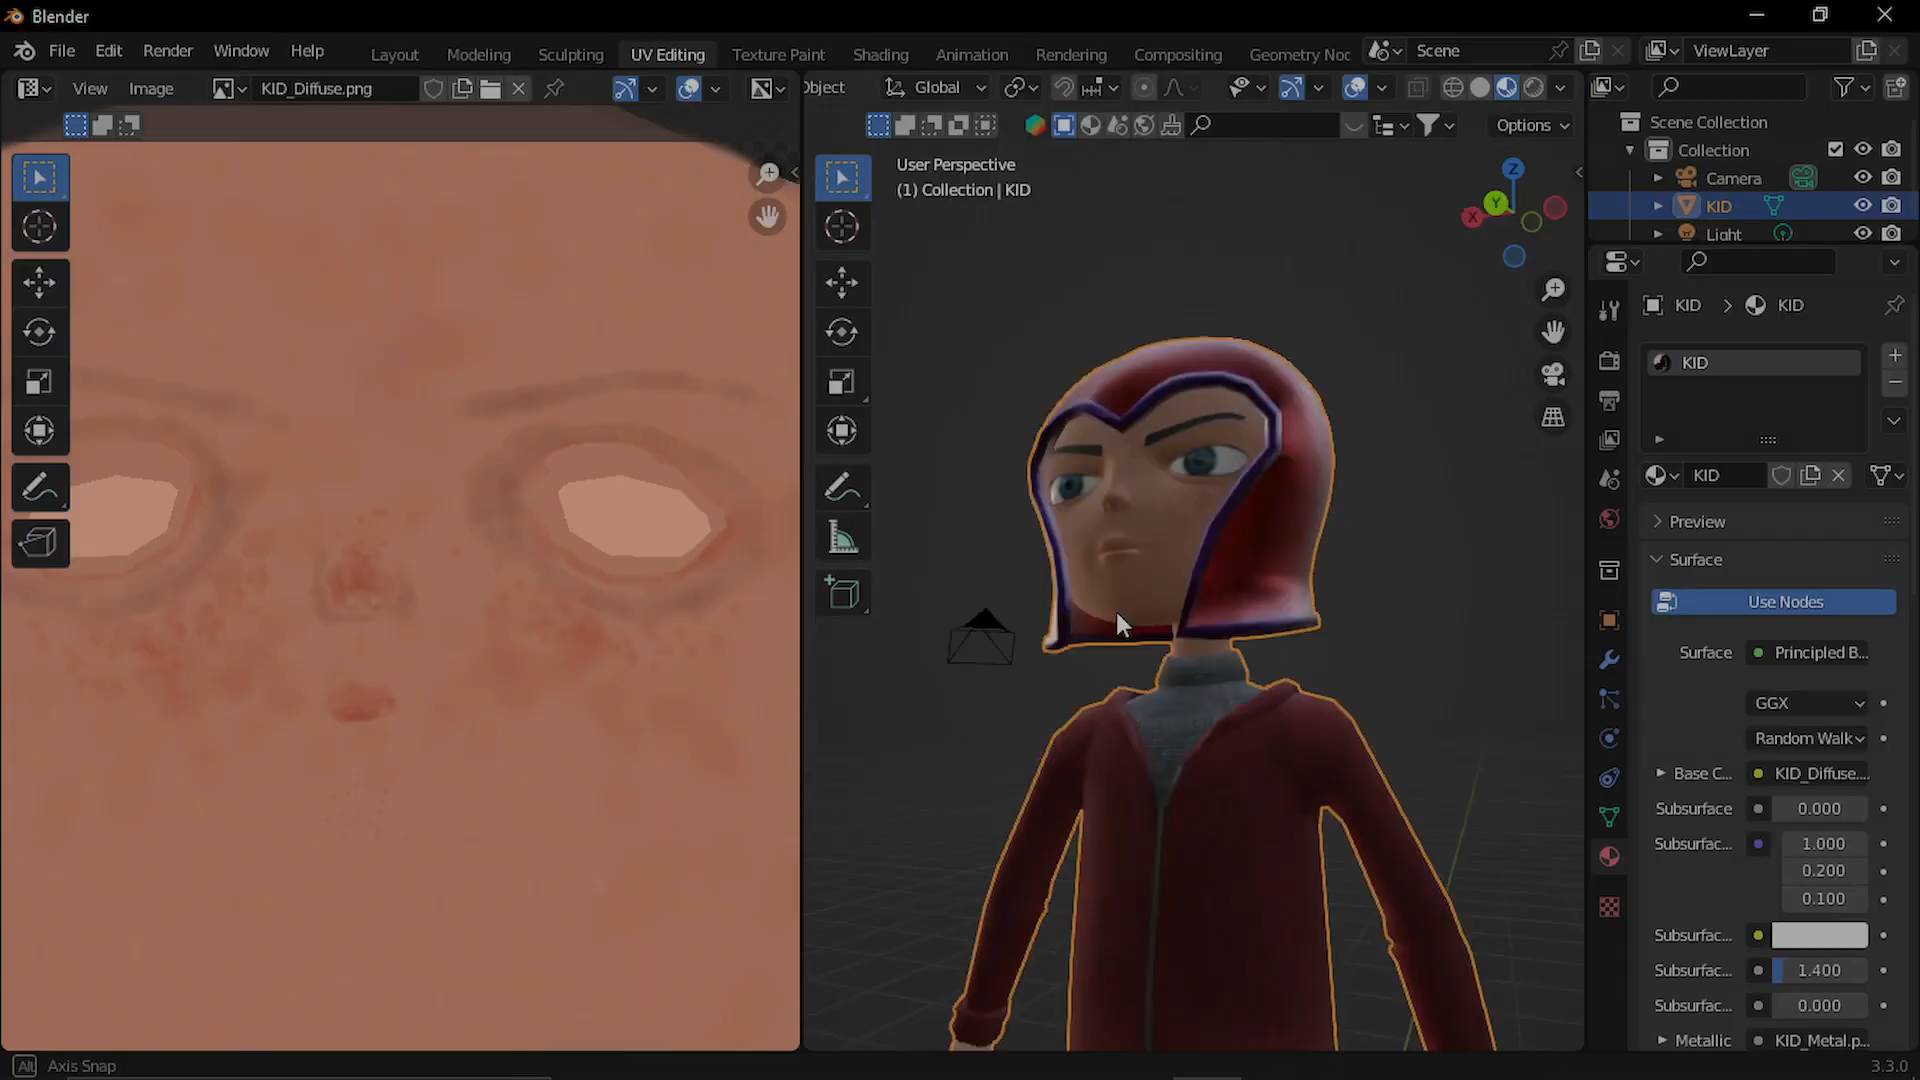 Blender
File Edit Render Window Help Layout Modeling Sculpting UV Editing Texture Paint Shading Animation Rendering Compositing Geometry Noc Scene ViewLayer
View Image KID_Diffuse.png Object Global
Options
User Perspective
(1) Collection | KID
Z
Y
X
Scene Collection
Collection
Camera
KID
Light
KID > KID
KID
KID
Preview
Surface
Use Nodes
Surface Principled B...
GGX
Random Walk
Base C... KID_Diffuse....
Subsurface 0.000
Subsurfac... 1.000
0.200
0.100
Subsurfac...
Subsurfac... 1.400
Subsurfac... 0.000
Metallic KID_Metal.p...
Alt Axis Snap 3.3.0